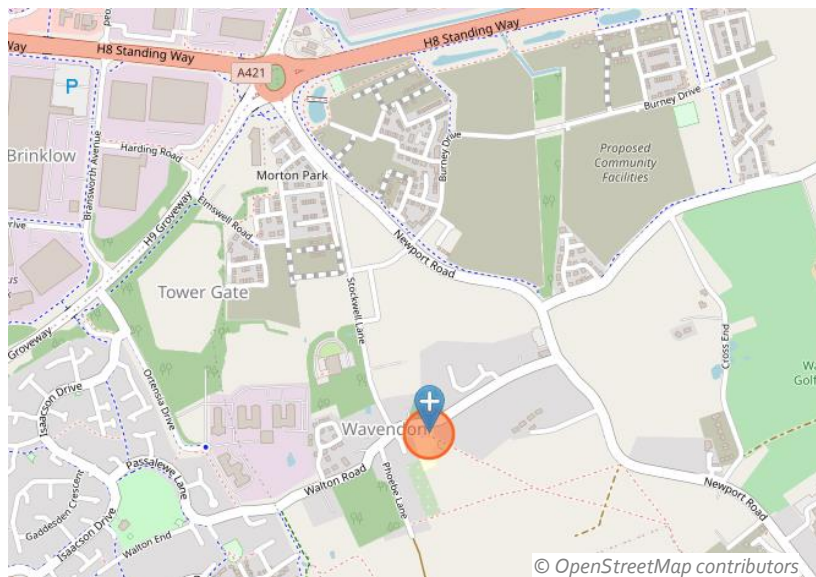 Way
H8 Standing Way
H8 Standing Way
A421
P
Bransworth Avenue
Harding Road
Brinklow
Burney Drive
Burney Drive
Proposed
Community
Facilities
Morton Park
H9 Groveway
Elmswell Road
Newport Road
Tower Gate
Stockwell Lane
Groveway
Cross End
Ortensia Drive
Isaacson Drive
Wavendon
Passalewe Lane
Walton Road
Phoebe Lane
Gaddesden Crescent
Isaacson Drive
Walton End
Newport Road
© OpenStreetMap contributors